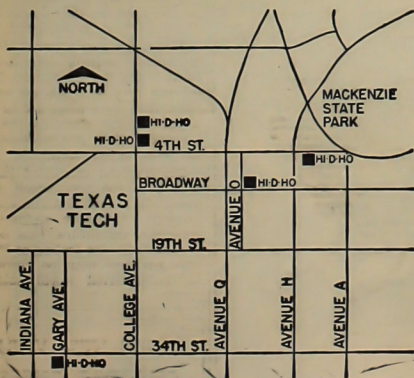 NORTH
MACKENZIE
STATE
PARK
HI-D-HO
HI-D-HO
4TH ST.
HI-D-HO
BROADWAY
AVENUE O
HI-D-HO
TEXAS
TECH
19TH ST.
INDIANA AVE.
GARY AVE.
COLLEGE AVE.
AVENUE Q
AVENUE H
AVENUE A
34TH ST.
HI-D-HO